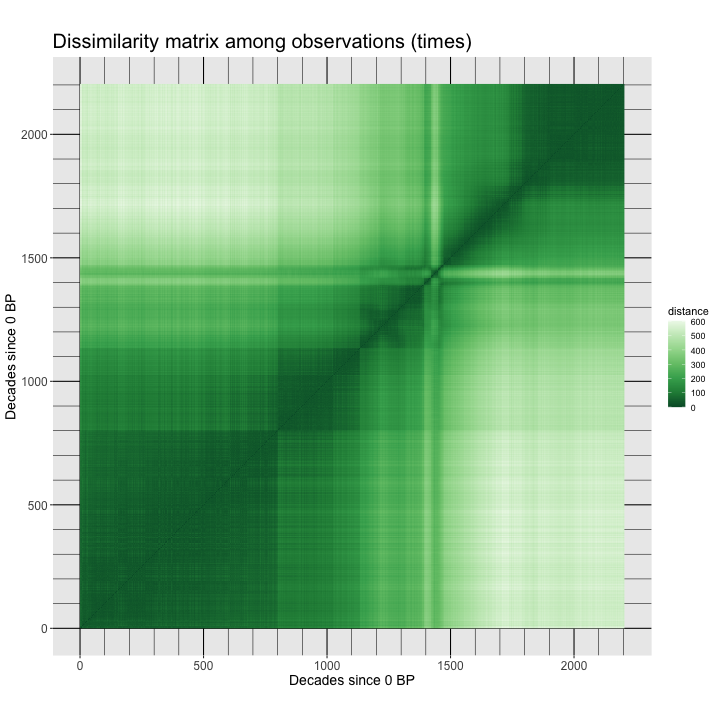 Dissimilarity matrix among observations (times)
2000
1500
1000
500
0
Decades since 0 BP
0 500 1000 1500 2000
Decades since 0 BP
distance
600
500
400
300
200
100
0